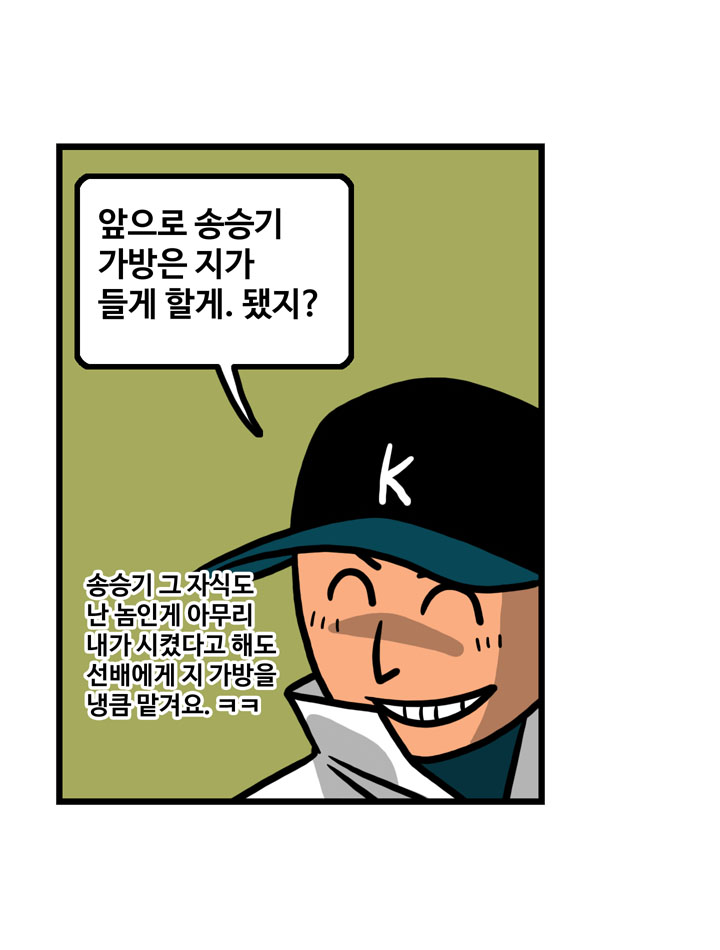 앞으로 송승기
가방은 지가
들게 할게. 됐지?
K
송승기 그 자식도
난 놈인게 아무리
내가 시켰다고 해도
선배에게 지 가방을
냉큼 맡겨요. ㅋㅋ